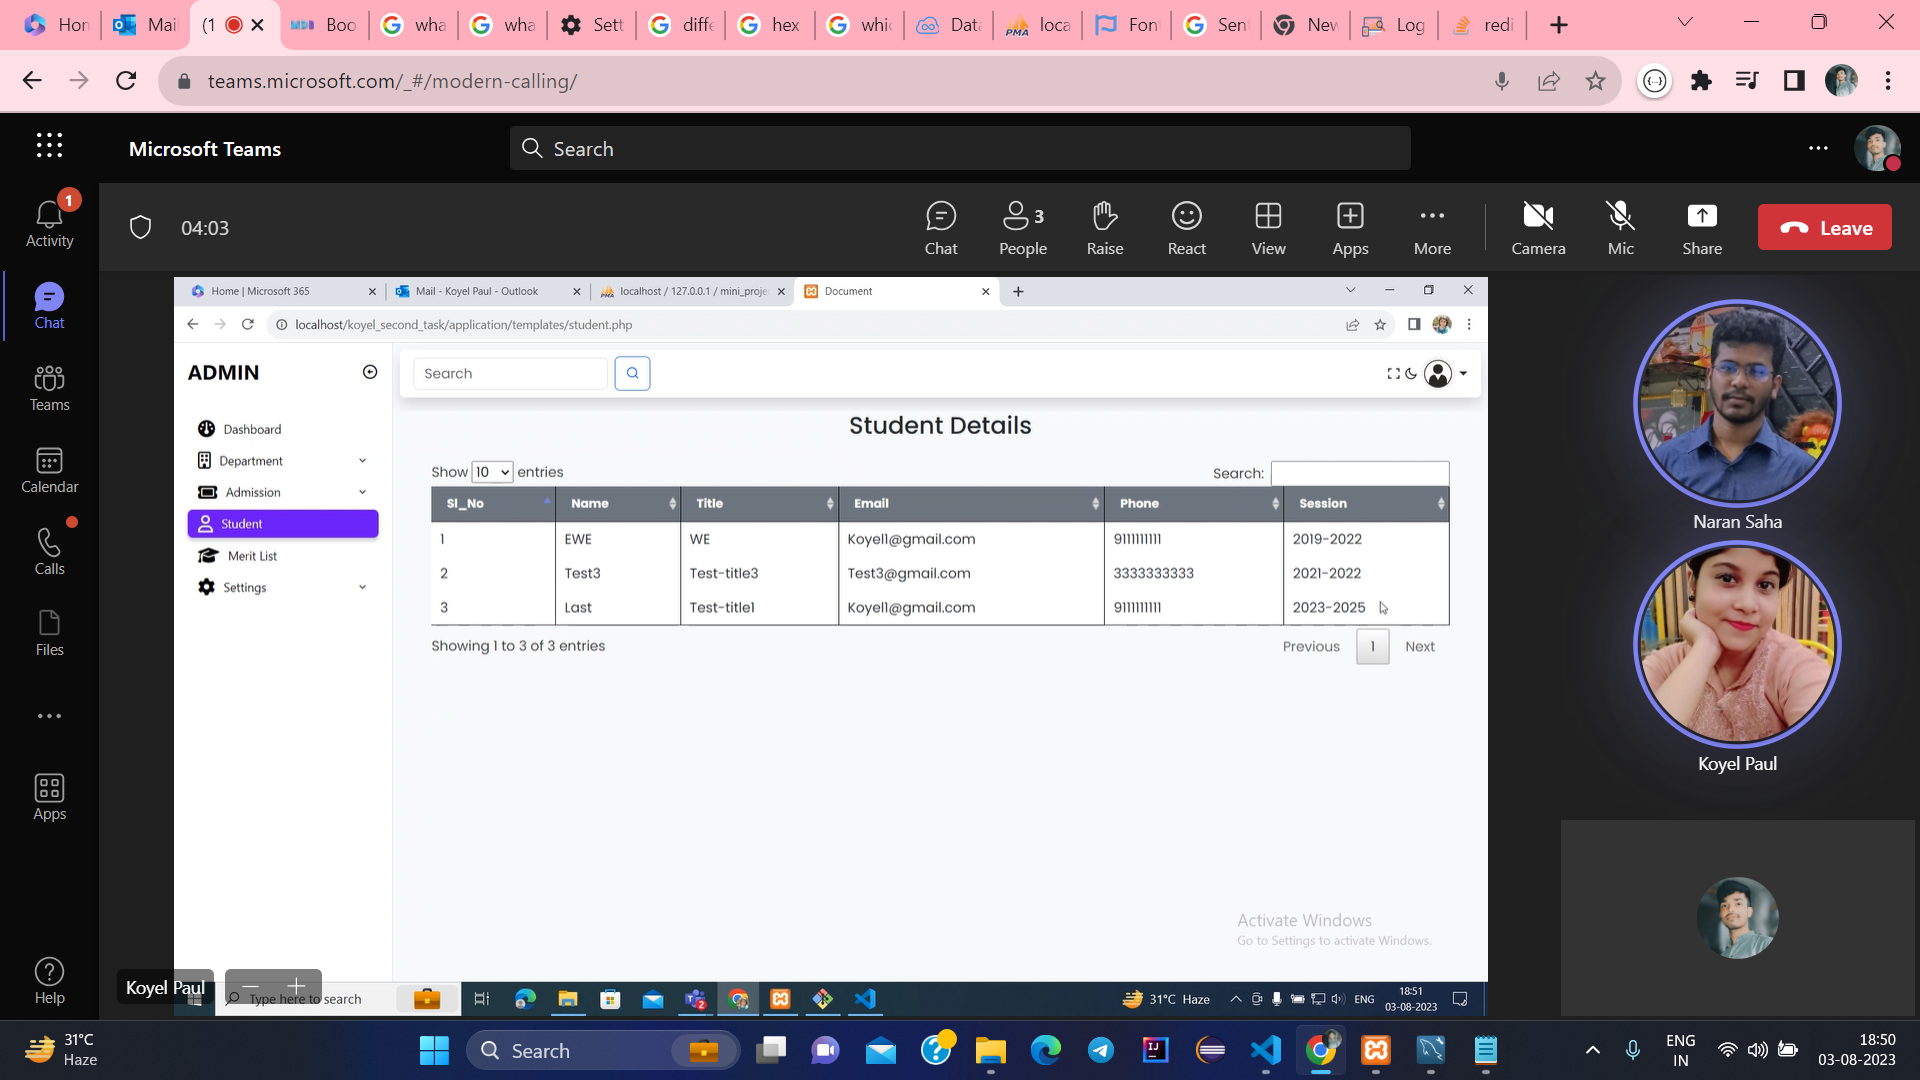 Hon
Mail
(1
Boo
wha
wha
Sett
diffe
hex
whic
Data
loca
Fon
Sent
New
Log
redi
teams.microsoft.com/_#/modern-calling/
Microsoft Teams
Search
1
Activity
Chat
Teams
Calendar
Calls
Files
Apps
Help
04:03
Chat
3
People
Raise
React
View
Apps
More
Camera
Mic
Share
Leave
Home | Microsoft 365
Mail - Koyel Paul - Outlook
localhost / 127.0.0.1 / mini_proje
Document
localhost/koyel_second_task/application/templates/student.php
ADMIN
Search
Dashboard
Department
Admission
Student
Merit List
Settings
Student Details
Show 10 entries
Search:
Sl_No Name Title Email Phone Session
1 EWE WE Koyel1@gmail.com 9111111111 2019-2022
2 Test3 Test-title3 Test3@gmail.com 3333333333 2021-2022
3 Last Test-title1 Koyel1@gmail.com 9111111111 2023-2025
Showing 1 to 3 of 3 entries
Previous 1 Next
Activate Windows
Go to Settings to activate Windows.
Koyel Paul
Type here to search
31°C Haze
ENG
18:51
03-08-2023
Naran Saha
Koyel Paul
31°C
Haze
Search
ENG
IN
18:50
03-08-2023